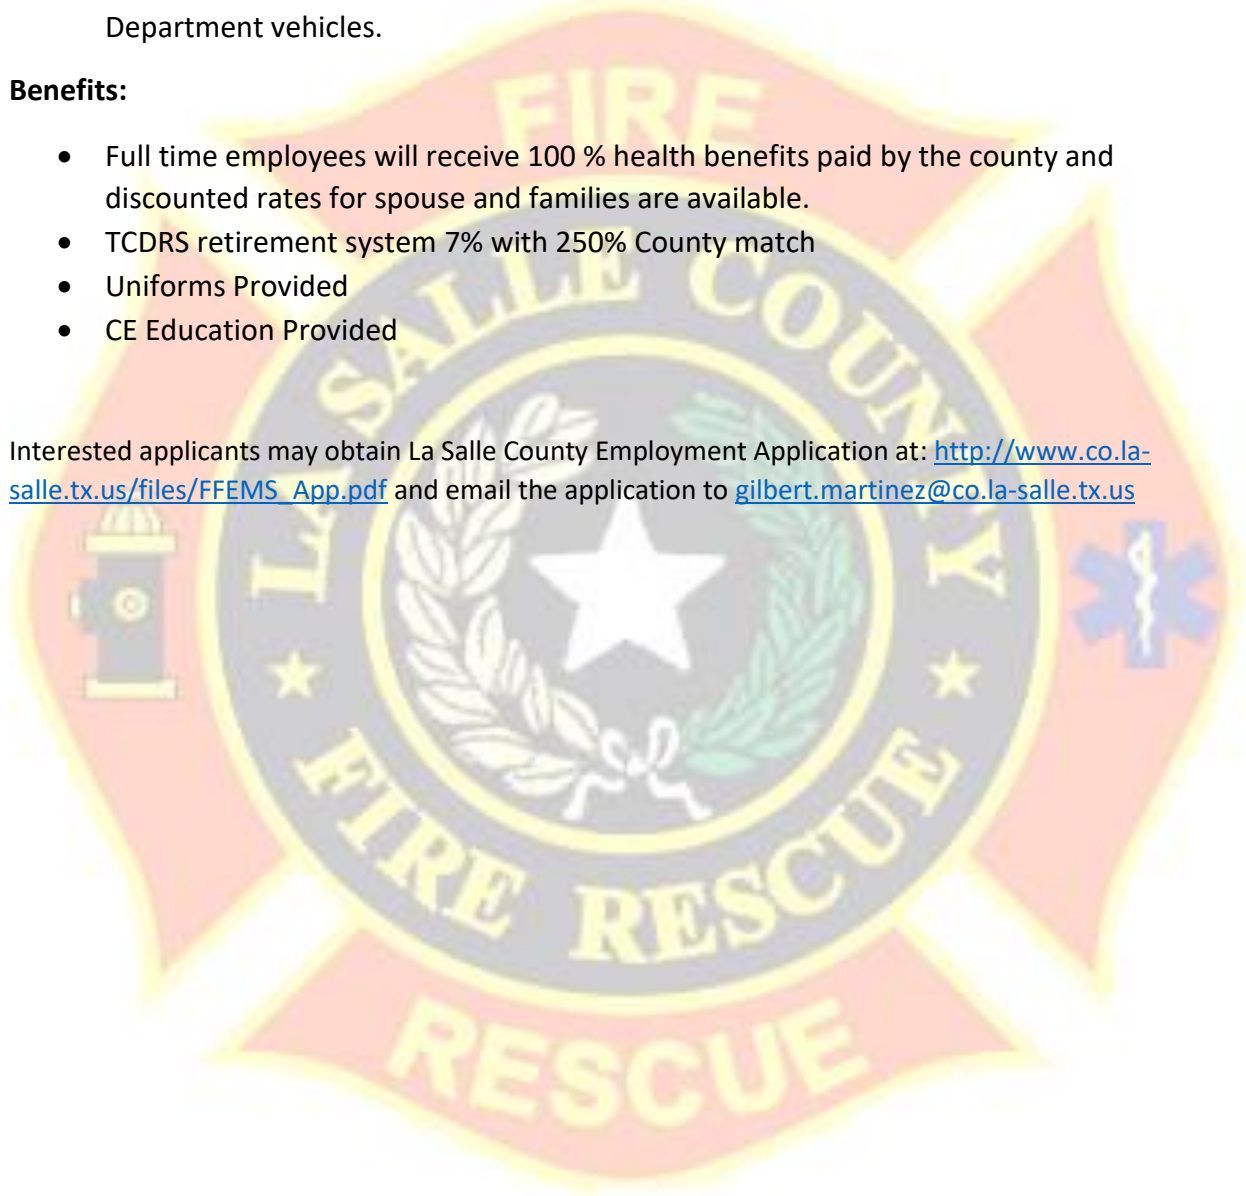 Department vehicles.
Benefits:
• Full time employees will receive 100 % health benefits paid by the county and
discounted rates for spouse and families are available.
• TCDRS retirement system 7% with 250% County match
• Uniforms Provided
• CE Education Provided
Interested applicants may obtain La Salle County Employment Application at: http://www.co.la-
salle.tx.us/files/FFEMS_App.pdf and email the application to gilbert.martinez@co.la-salle.tx.us
FIRE
LA SALLE COUNTY
FIRE RESCUE
RESCUE